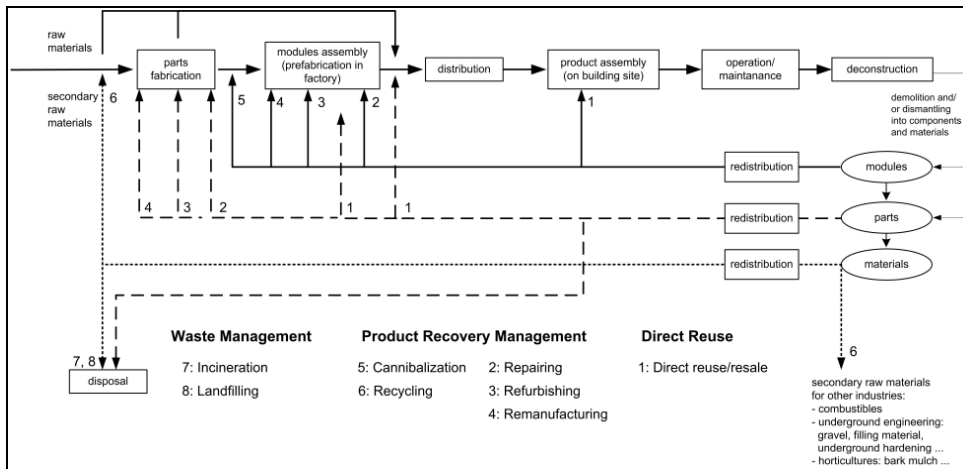 raw
materials
parts
fabrication
modules assembly
(prefabrication in
factory)
distribution
product assembly
(on building site)
operation/
maintanance
deconstruction
secondary
raw
materials
6
5
4
3
2
1
demolition and/
or dismantling
into components
and materials
redistribution
modules
4
3
2
1
1
redistribution
parts
redistribution
materials
Waste Management
Product Recovery Management
Direct Reuse
7, 8
7: Incineration
5: Cannibalization
2: Repairing
1: Direct reuse/resale
6
disposal
8: Landfilling
6: Recycling
3: Refurbishing
4: Remanufacturing
secondary raw materials
for other industries:
- combustibles
- underground engineering:
gravel, filling material,
underground hardening ...
- horticultures: bark mulch ...